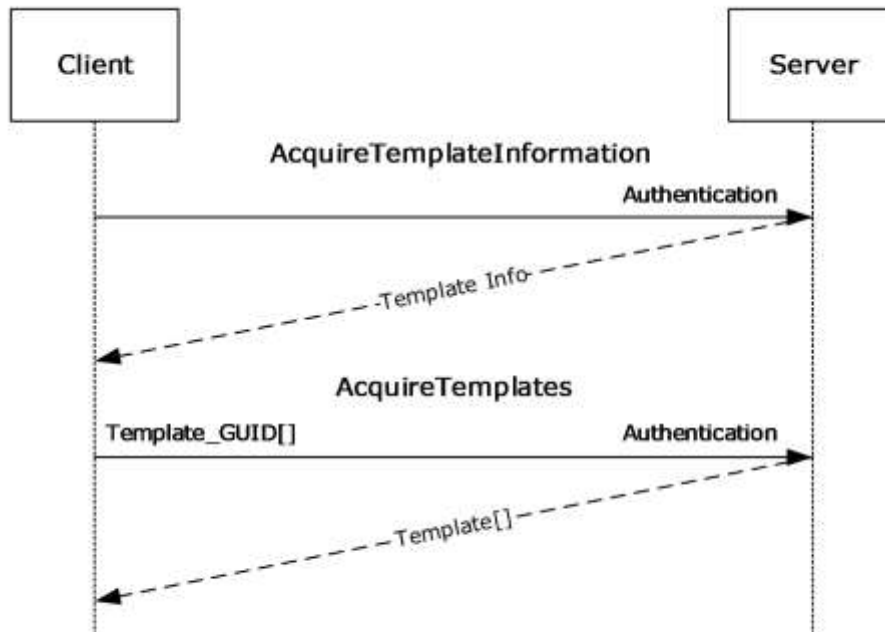 Client
Server
AcquireTemplateInformation
Authentication
Template Info
AcquireTemplates
Template_GUID[]
Authentication
Template[]